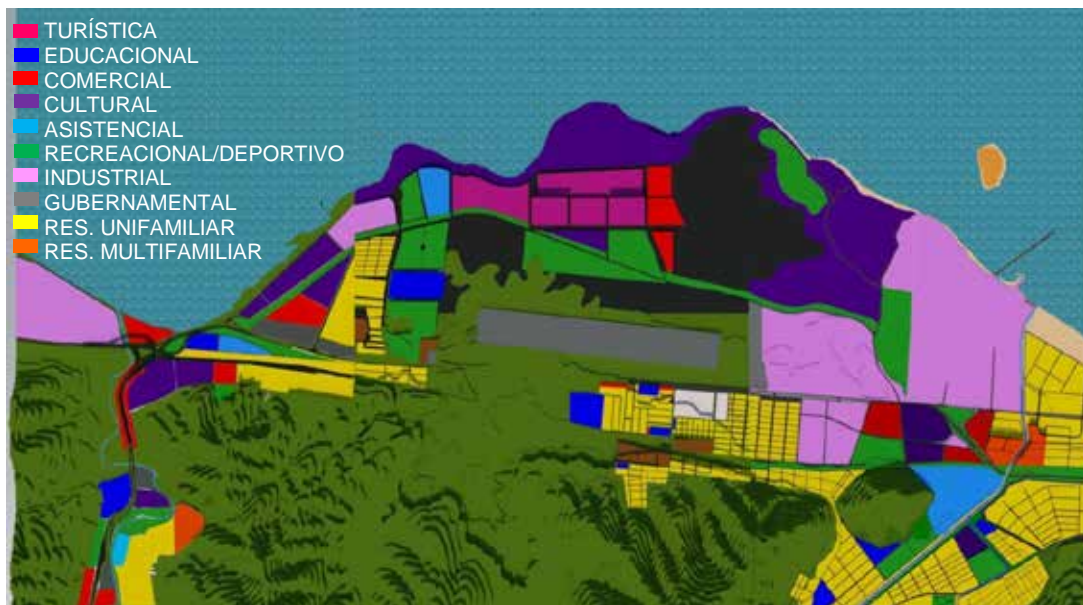 TURÍSTICA
EDUCACIONAL
COMERCIAL
CULTURAL
ASISTENCIAL
RECREACIONAL/DEPORTIVO
INDUSTRIAL
GUBERNAMENTAL
RES. UNIFAMILIAR
RES. MULTIFAMILIAR